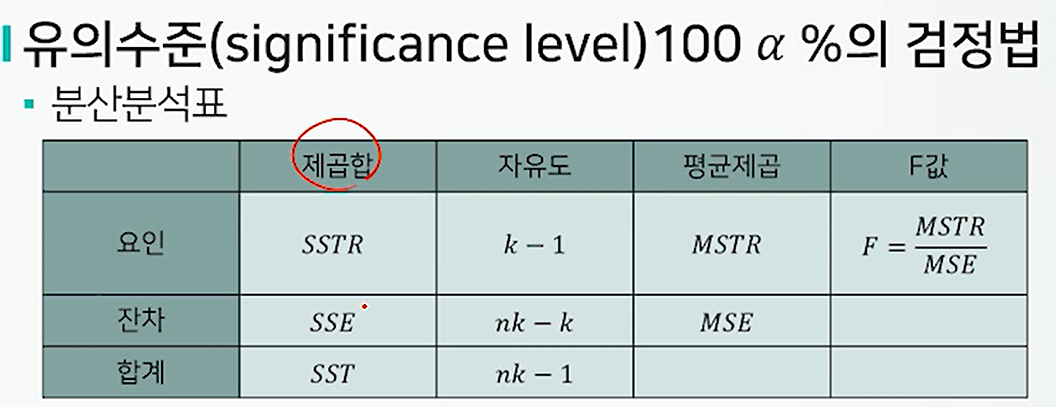 유의수준(significance level)100 α %의 검정법
▪ 분산분석표
제곱합 자유도 평균제곱 F값
요인 SSTR k − 1 MSTR F = MSTR/MSE
잔차 SSE nk − k MSE
합계 SST nk − 1